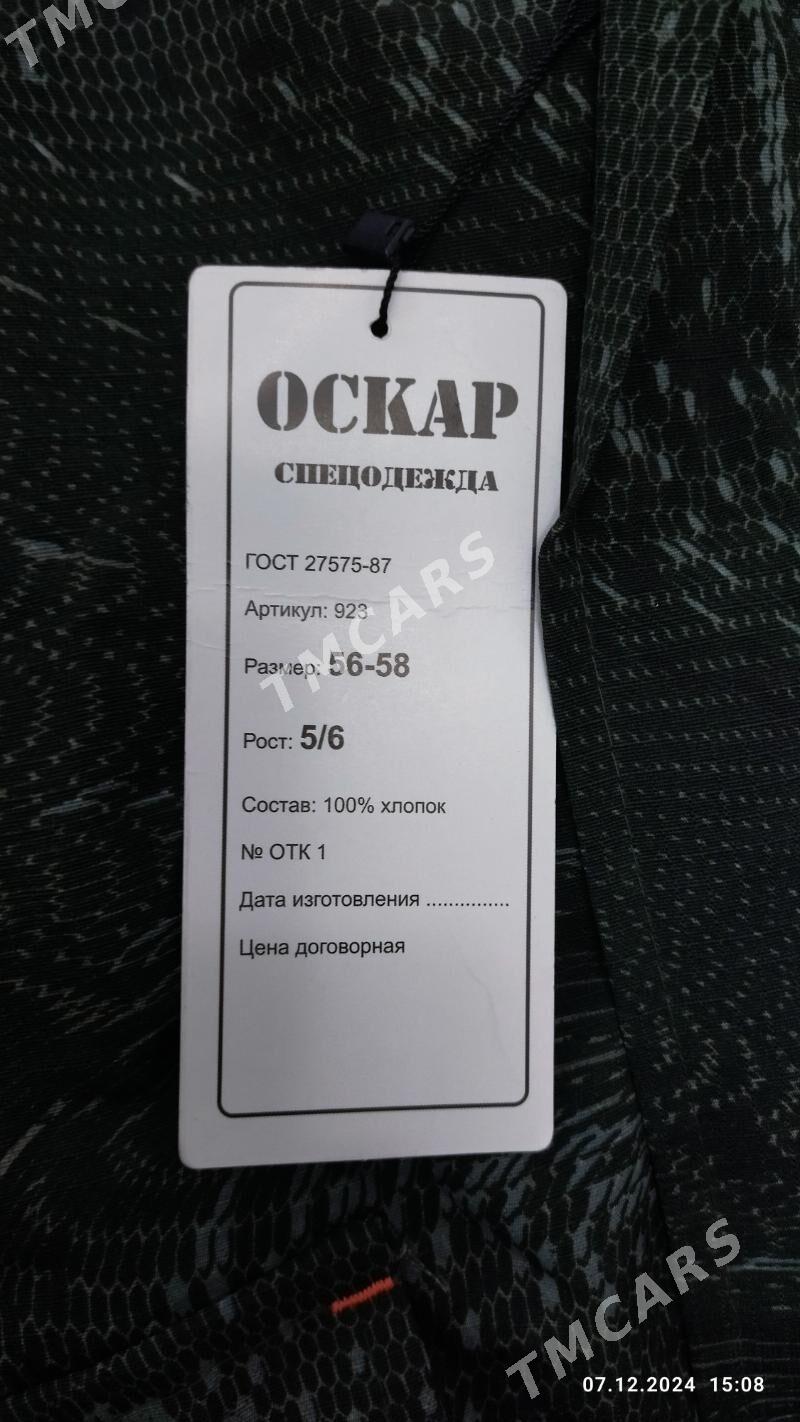 TMCARS
ОСКАР
СПЕЦОДЕЖДА
ГОСТ 27575-87
Артикул: 923
Размер: 56-58
TMCARS
Рост: 5/6
Состав: 100% хлопок
№ ОТК 1
Дата изготовления ...............
Цена договорная
TMCARS
07.12.2024 15:08